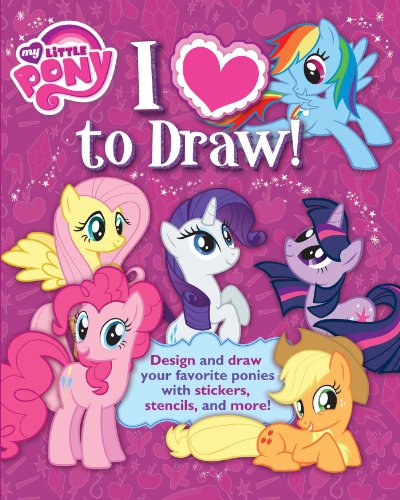 my LITTLE
PONY
I
to Draw!
Design and draw
your favorite ponies
with stickers,
stencils, and more!